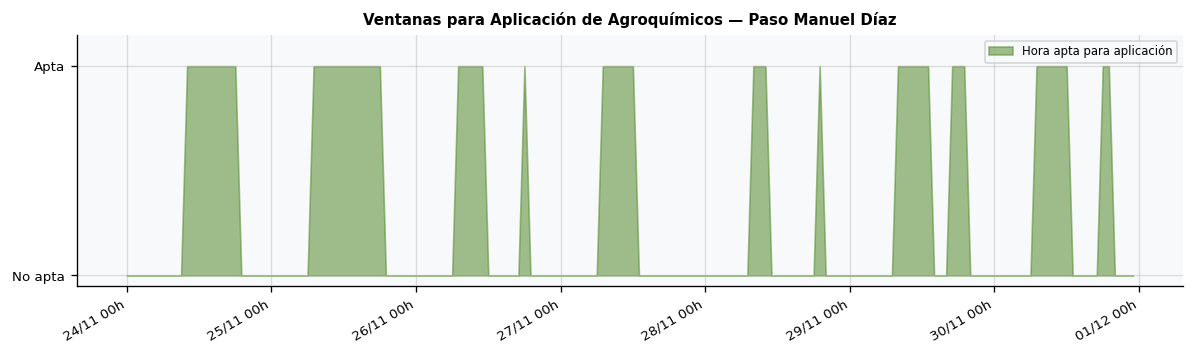 Ventanas para Aplicación de Agroquímicos — Paso Manuel Díaz
Hora apta para aplicación
Apta
No apta
24/11 00h
25/11 00h
26/11 00h
27/11 00h
28/11 00h
29/11 00h
30/11 00h
01/12 00h